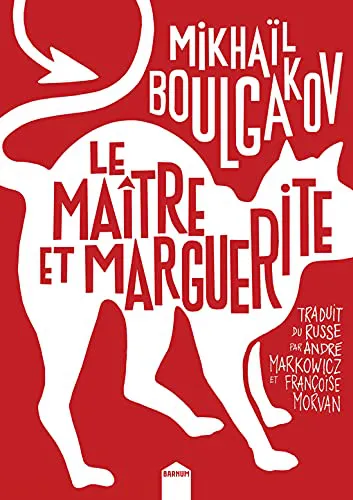 MIKHAÏL
BOULGAKOV
LE
MAÎTRE
ET MARGUERITE
TRADUIT
DU RUSSE
PAR ANDRÉ
MARKOWICZ
ET FRANÇOISE
MORVAN
BARNUM